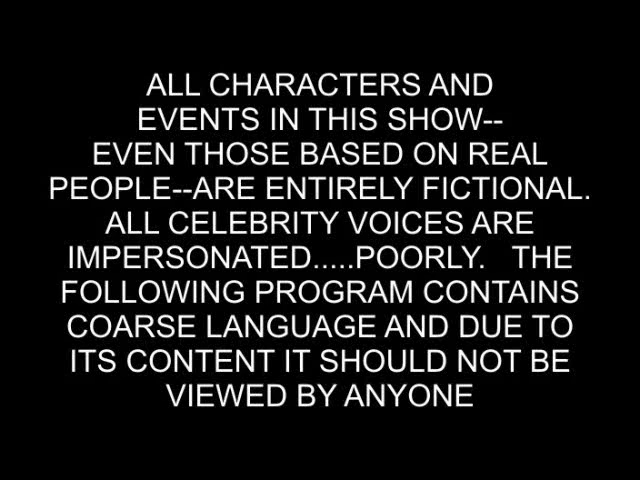 ALL CHARACTERS AND
EVENTS IN THIS SHOW--
EVEN THOSE BASED ON REAL
PEOPLE--ARE ENTIRELY FICTIONAL.
ALL CELEBRITY VOICES ARE
IMPERSONATED.....POORLY.   THE
FOLLOWING PROGRAM CONTAINS
COARSE LANGUAGE AND DUE TO
ITS CONTENT IT SHOULD NOT BE
VIEWED BY ANYONE